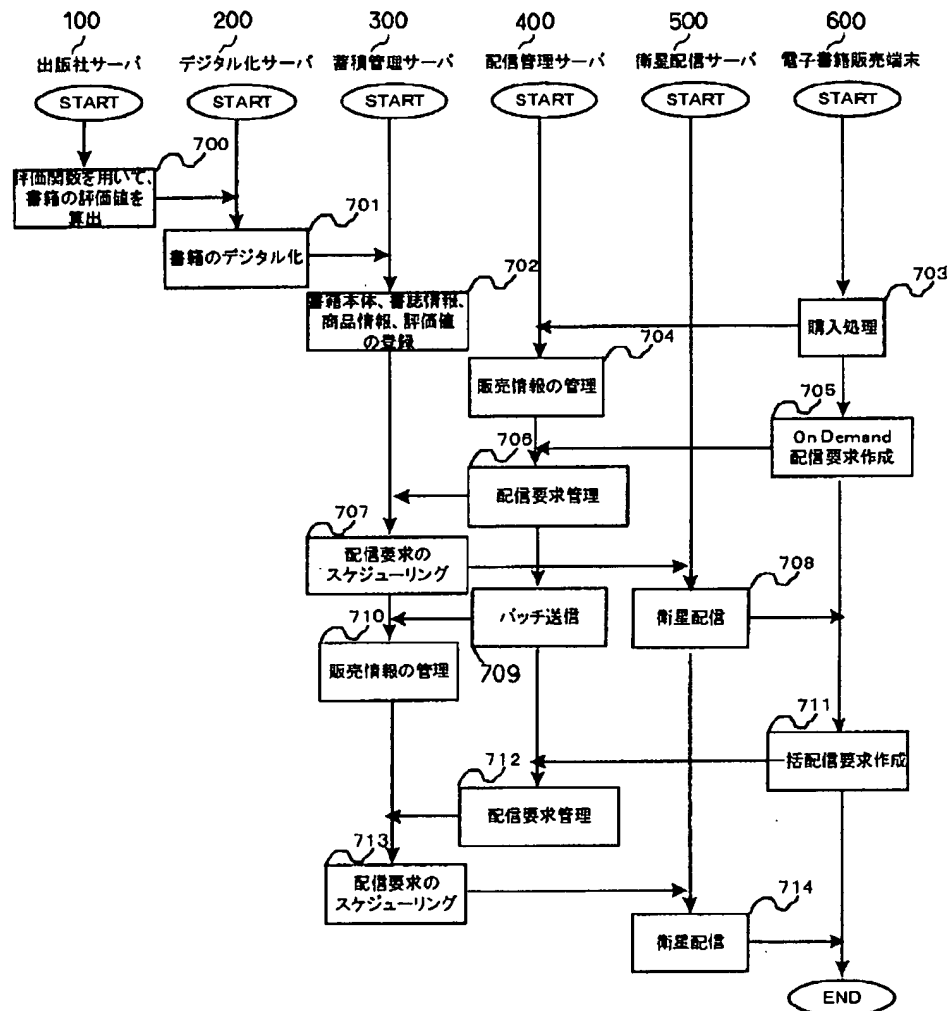 100
200
300
400
500
600
出版社サーバ
デジタル化サーバ
蓄積管理サーバ
配信管理サーバ
衛星配信サーバ
電子書籍販売端末
START
START
START
START
START
START
700
評価関数を用いて、
書籍の評価値を
算出
701
書籍のデジタル化
702
書籍本体、書誌情報、
商品情報、評価値
の登録
703
購入処理
704
販売情報の管理
705
On Demand
配信要求作成
706
配信要求管理
707
配信要求の
スケジューリング
708
衛星配信
バッチ送信
709
710
販売情報の管理
711
括配信要求作成
712
配信要求管理
713
配信要求の
スケジューリング
714
衛星配信
END